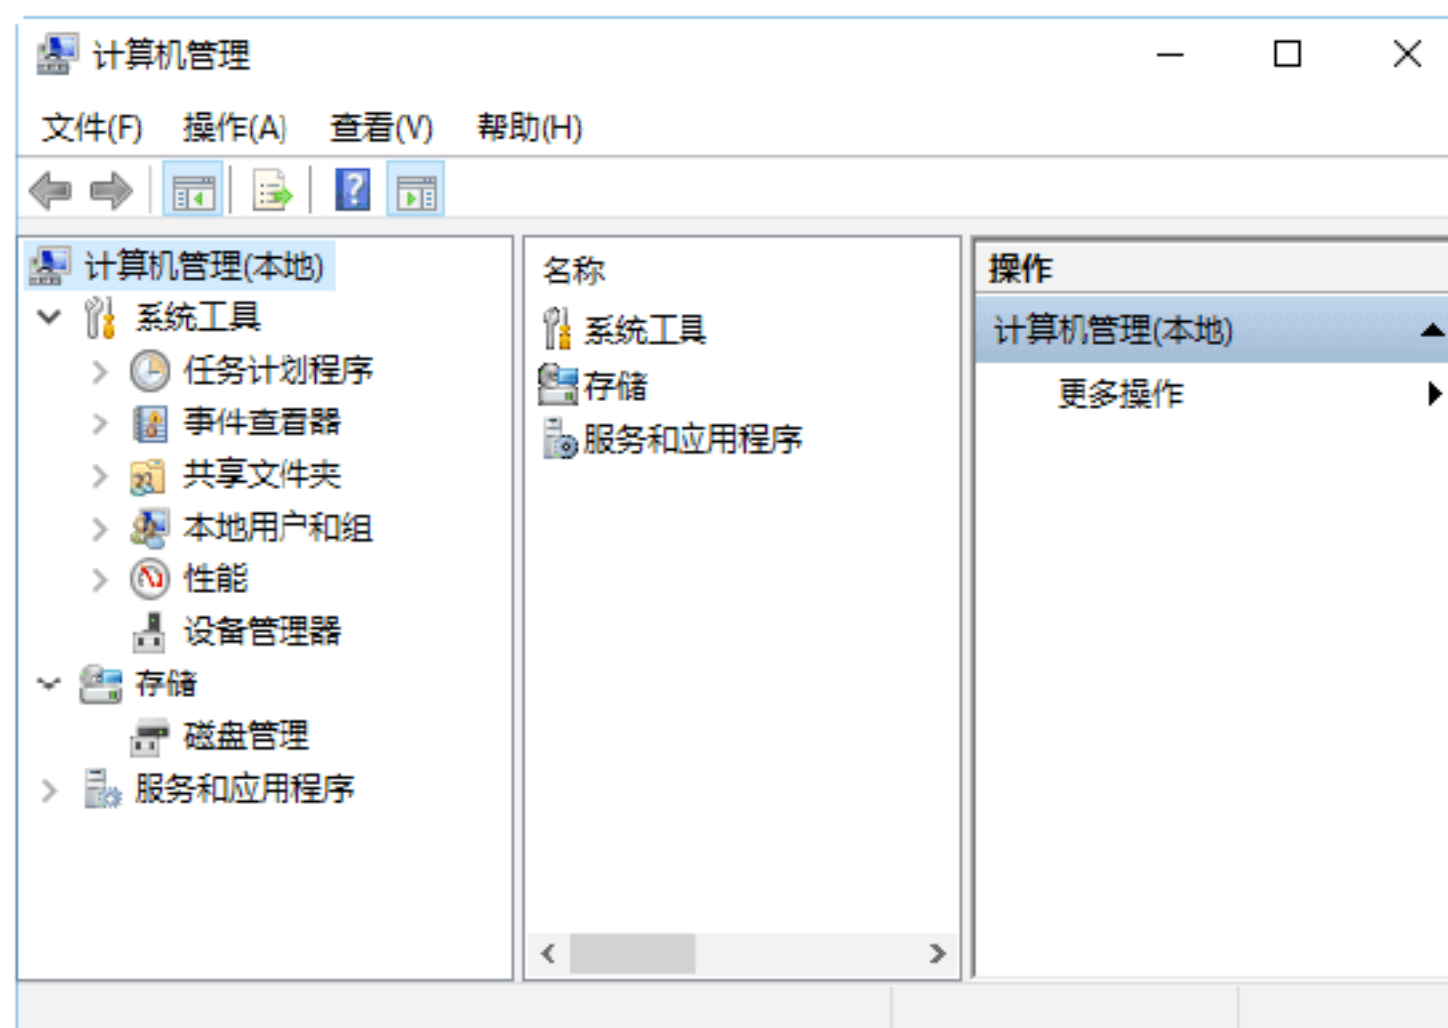 计算机管理
文件(F) 操作(A) 查看(V) 帮助(H)
计算机管理(本地)
系统工具
任务计划程序
事件查看器
共享文件夹
本地用户和组
性能
设备管理器
存储
磁盘管理
服务和应用程序
名称
系统工具
存储
服务和应用程序
操作
计算机管理(本地)
更多操作